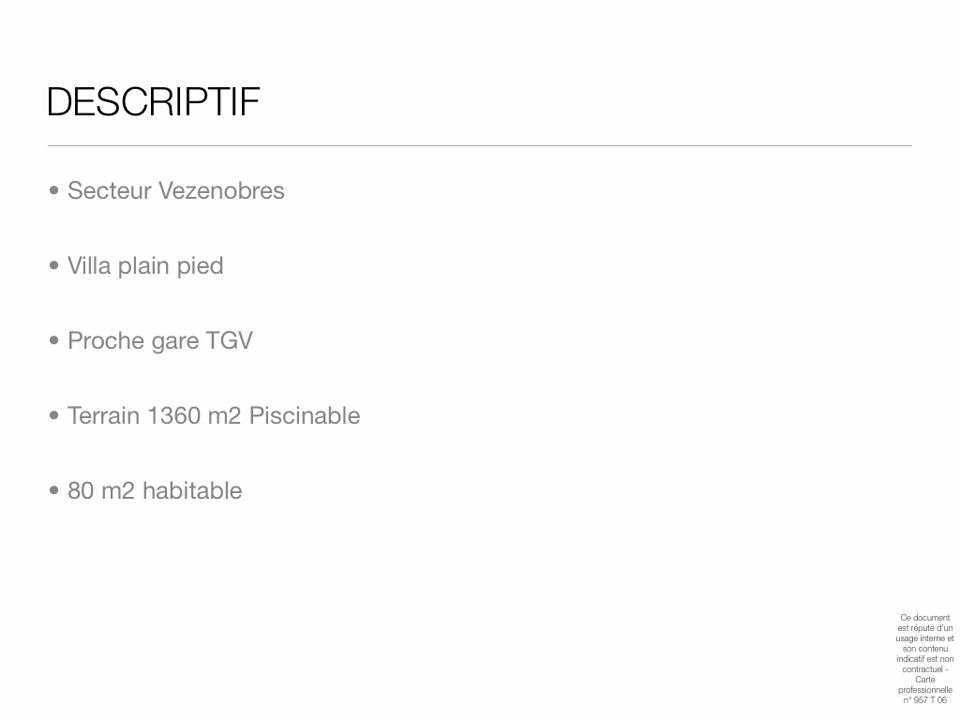 DESCRIPTIF
• Secteur Vezenobres
• Villa plain pied
• Proche gare TGV
• Terrain 1360 m2 Piscinable
• 80 m2 habitable
Ce document
est réputé d'un
usage interne et
son contenu
indicatif est non
contractuel -
Carte
professionnelle
n° 957 T 06